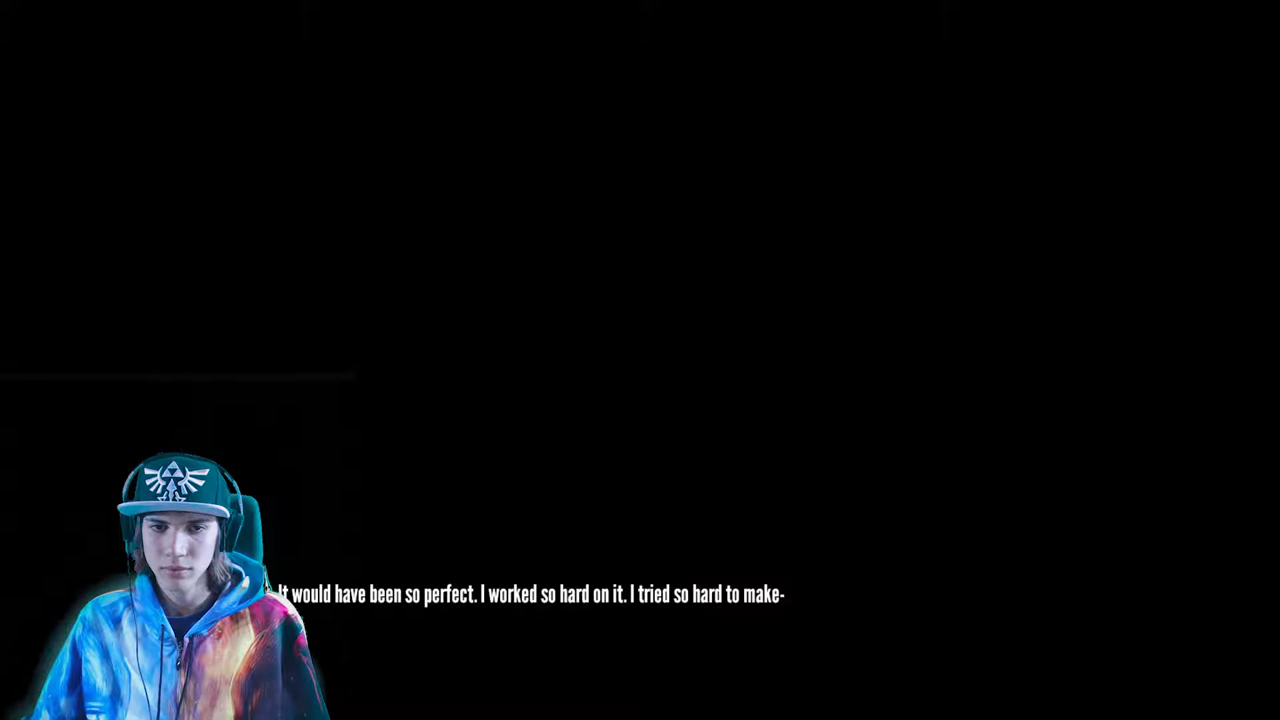 It would have been so perfect. I worked so hard on it. I tried so hard to make-